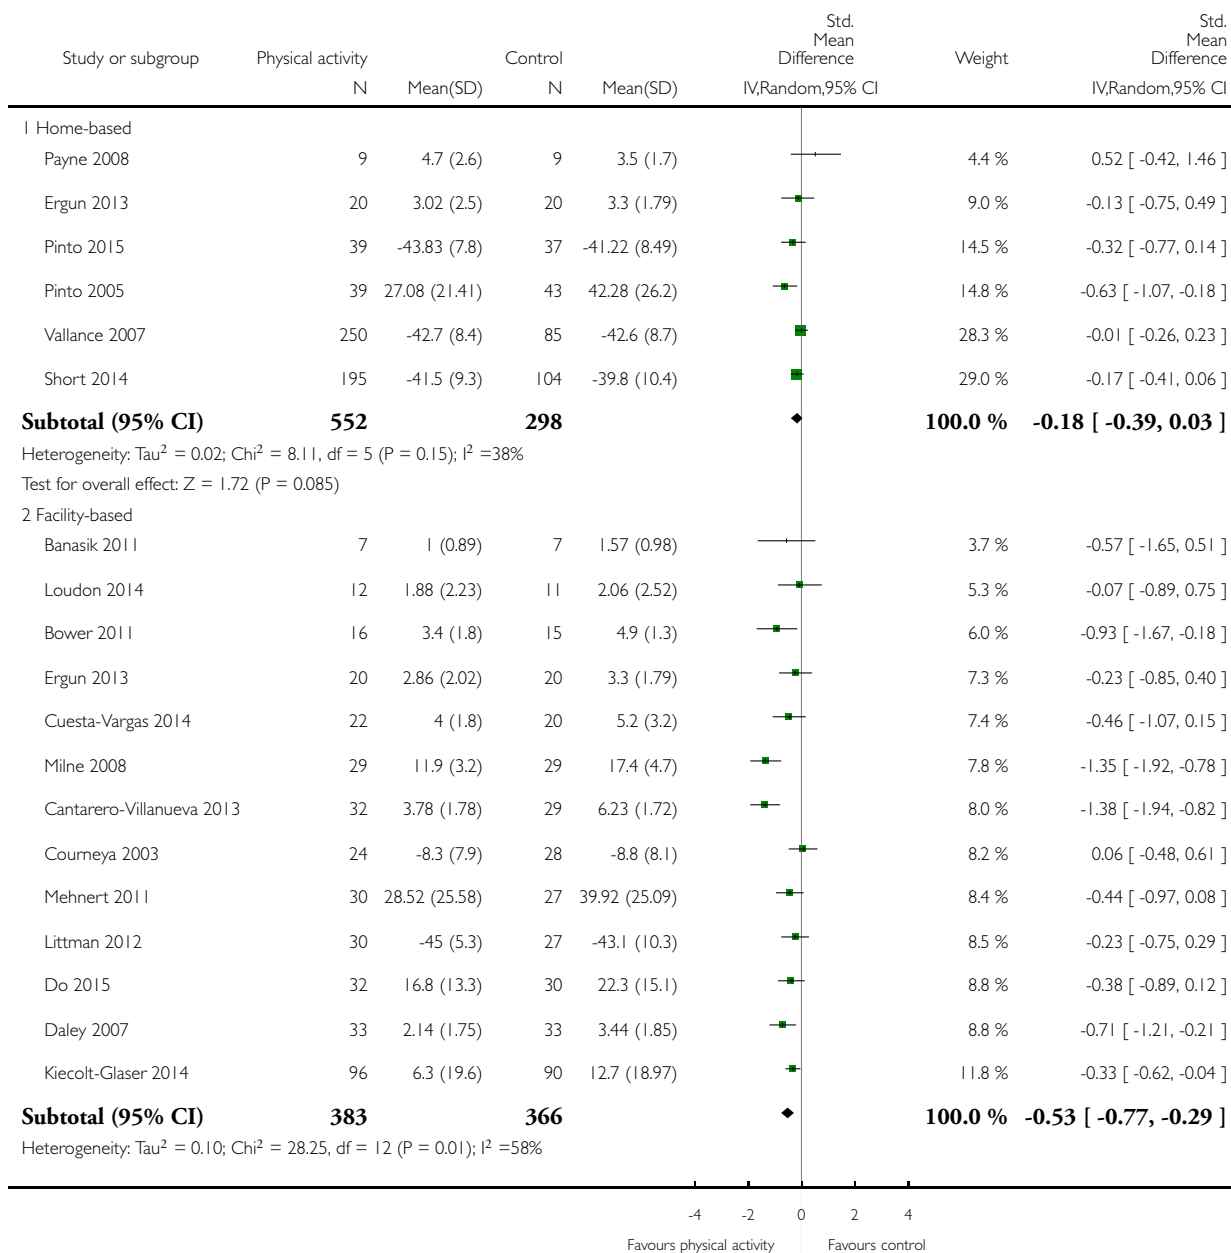 Std. Mean Difference Std. Mean Difference
Study or subgroup Physical activity Control Weight
N Mean(SD) N Mean(SD) IV,Random,95% CI IV,Random,95% CI
1 Home-based
Payne 2008 9 4.7 (2.6) 9 3.5 (1.7) 4.4 % 0.52 [ -0.42, 1.46 ]
Ergun 2013 20 3.02 (2.5) 20 3.3 (1.79) 9.0 % -0.13 [ -0.75, 0.49 ]
Pinto 2015 39 -43.83 (7.8) 37 -41.22 (8.49) 14.5 % -0.32 [ -0.77, 0.14 ]
Pinto 2005 39 27.08 (21.41) 43 42.28 (26.2) 14.8 % -0.63 [ -1.07, -0.18 ]
Vallance 2007 250 -42.7 (8.4) 85 -42.6 (8.7) 28.3 % -0.01 [ -0.26, 0.23 ]
Short 2014 195 -41.5 (9.3) 104 -39.8 (10.4) 29.0 % -0.17 [ -0.41, 0.06 ]
Subtotal (95% CI) 552 298 100.0 % -0.18 [ -0.39, 0.03 ]
Heterogeneity: Tau² = 0.02; Chi² = 8.11, df = 5 (P = 0.15); I² =38%
Test for overall effect: Z = 1.72 (P = 0.085)
2 Facility-based
Banasik 2011 7 1 (0.89) 7 1.57 (0.98) 3.7 % -0.57 [ -1.65, 0.51 ]
Loudon 2014 12 1.88 (2.23) 11 2.06 (2.52) 5.3 % -0.07 [ -0.89, 0.75 ]
Bower 2011 16 3.4 (1.8) 15 4.9 (1.3) 6.0 % -0.93 [ -1.67, -0.18 ]
Ergun 2013 20 2.86 (2.02) 20 3.3 (1.79) 7.3 % -0.23 [ -0.85, 0.40 ]
Cuesta-Vargas 2014 22 4 (1.8) 20 5.2 (3.2) 7.4 % -0.46 [ -1.07, 0.15 ]
Milne 2008 29 11.9 (3.2) 29 17.4 (4.7) 7.8 % -1.35 [ -1.92, -0.78 ]
Cantarero-Villanueva 2013 32 3.78 (1.78) 29 6.23 (1.72) 8.0 % -1.38 [ -1.94, -0.82 ]
Courneya 2003 24 -8.3 (7.9) 28 -8.8 (8.1) 8.2 % 0.06 [ -0.48, 0.61 ]
Mehnert 2011 30 28.52 (25.58) 27 39.92 (25.09) 8.4 % -0.44 [ -0.97, 0.08 ]
Littman 2012 30 -45 (5.3) 27 -43.1 (10.3) 8.5 % -0.23 [ -0.75, 0.29 ]
Do 2015 32 16.8 (13.3) 30 22.3 (15.1) 8.8 % -0.38 [ -0.89, 0.12 ]
Daley 2007 33 2.14 (1.75) 33 3.44 (1.85) 8.8 % -0.71 [ -1.21, -0.21 ]
Kiecolt-Glaser 2014 96 6.3 (19.6) 90 12.7 (18.97) 11.8 % -0.33 [ -0.62, -0.04 ]
Subtotal (95% CI) 383 366 100.0 % -0.53 [ -0.77, -0.29 ]
Heterogeneity: Tau² = 0.10; Chi² = 28.25, df = 12 (P = 0.01); I² =58%
-4 -2 0 2 4
Favours physical activity Favours control